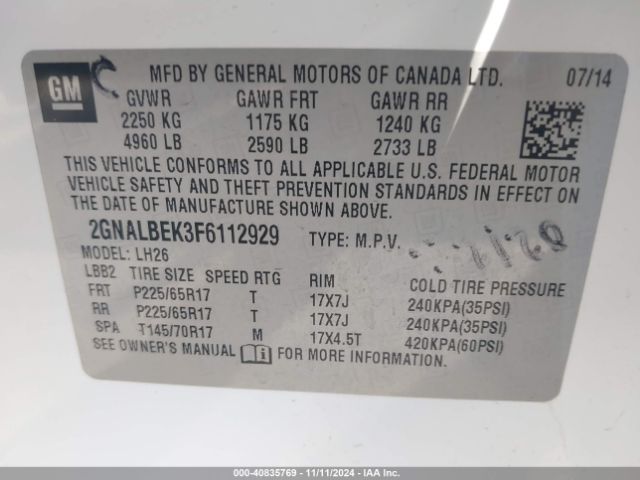 GM
MFD BY GENERAL MOTORS OF CANADA LTD. 07/14
GVWR GAWR FRT GAWR RR
2250 KG 1175 KG 1240 KG
4960 LB 2590 LB 2733 LB
THIS VEHICLE CONFORMS TO ALL APPLICABLE U.S. FEDERAL MOTOR
VEHICLE SAFETY AND THEFT PREVENTION STANDARDS IN EFFECT ON
THE DATE OF MANUFACTURE SHOWN ABOVE.
2GNALBEK3F6112929 TYPE: M.P.V.
MODEL: LH26
LBB2 TIRE SIZE SPEED RTG RIM COLD TIRE PRESSURE
FRT P225/65R17 T 17X7J 240KPA(35PSI)
RR P225/65R17 T 17X7J 240KPA(35PSI)
SPA T145/70R17 M 17X4.5T 420KPA(60PSI)
SEE OWNER'S MANUAL FOR MORE INFORMATION.
000-40835769 - 11/11/2024 - IAA Inc.